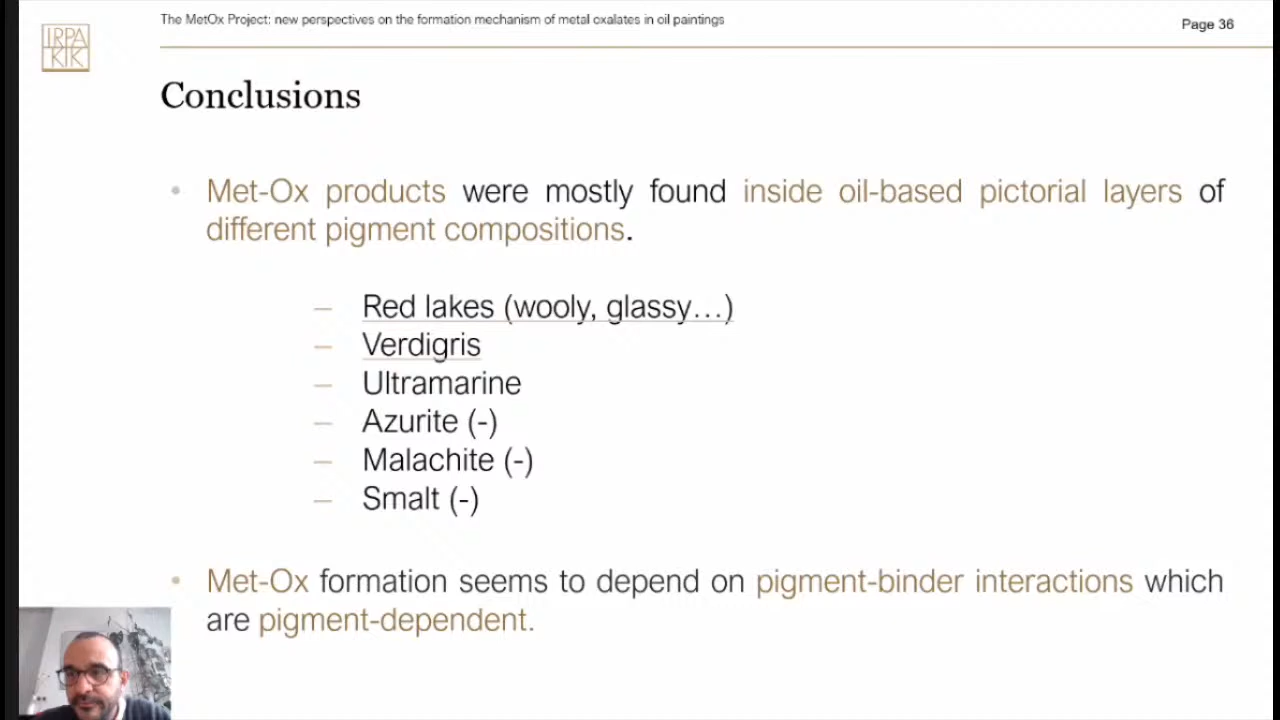 The MetOx Project: new perspectives on the formation mechanism of metal oxalates in oil paintings
Page 36
IRPA
KIK
Conclusions
• Met-Ox products were mostly found inside oil-based pictorial layers of
different pigment compositions.
– Red lakes (wooly, glassy…)
– Verdigris
– Ultramarine
– Azurite (-)
– Malachite (-)
– Smalt (-)
• Met-Ox formation seems to depend on pigment-binder interactions which
are pigment-dependent.